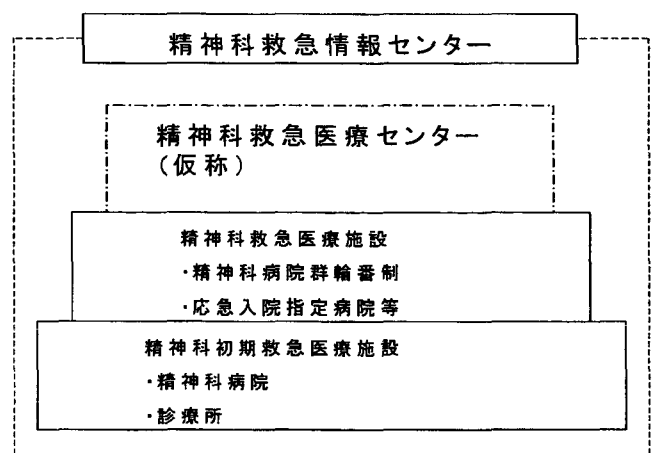 精神科救急情報センター
精神科救急医療センター
(仮称)
精神科救急医療施設
・精神科病院群輪番制
・応急入院指定病院等
精神科初期救急医療施設
・精神科病院
・診療所